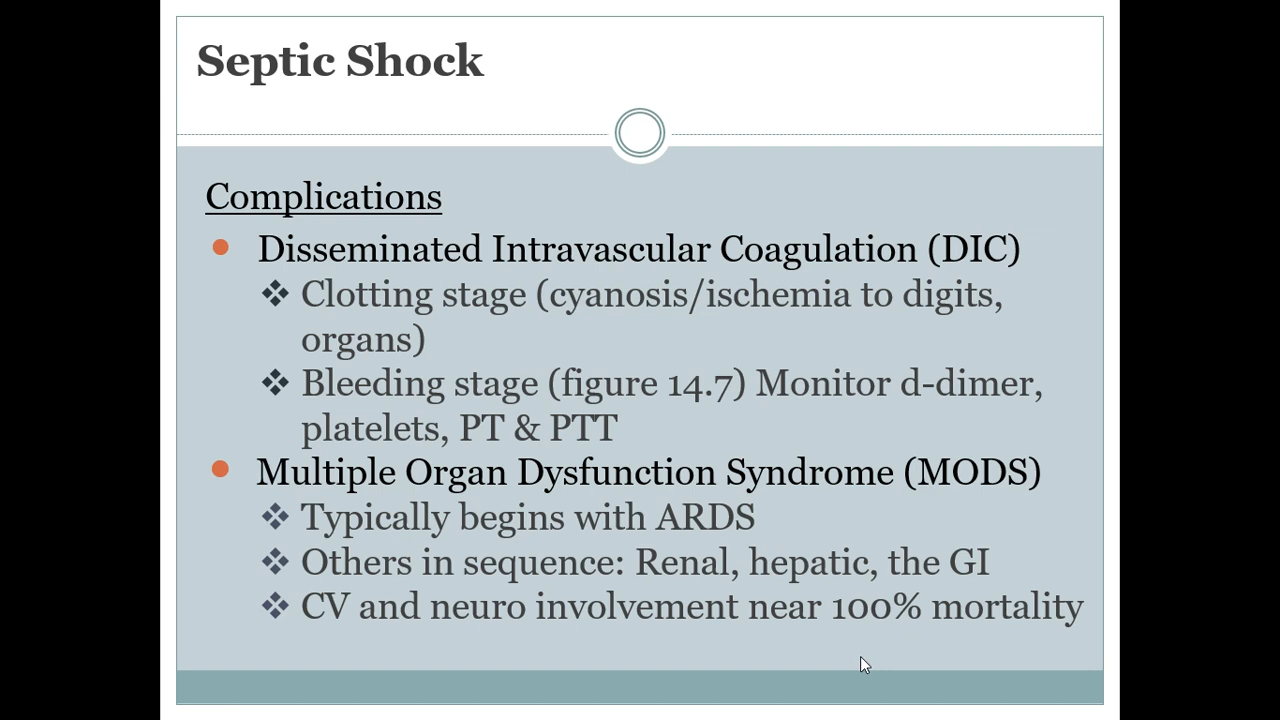 Septic Shock
Complications
Disseminated Intravascular Coagulation (DIC)
Clotting stage (cyanosis/ischemia to digits,
organs)
Bleeding stage (figure 14.7) Monitor d-dimer,
platelets, PT & PTT
Multiple Organ Dysfunction Syndrome (MODS)
Typically begins with ARDS
Others in sequence: Renal, hepatic, the GI
CV and neuro involvement near 100% mortality